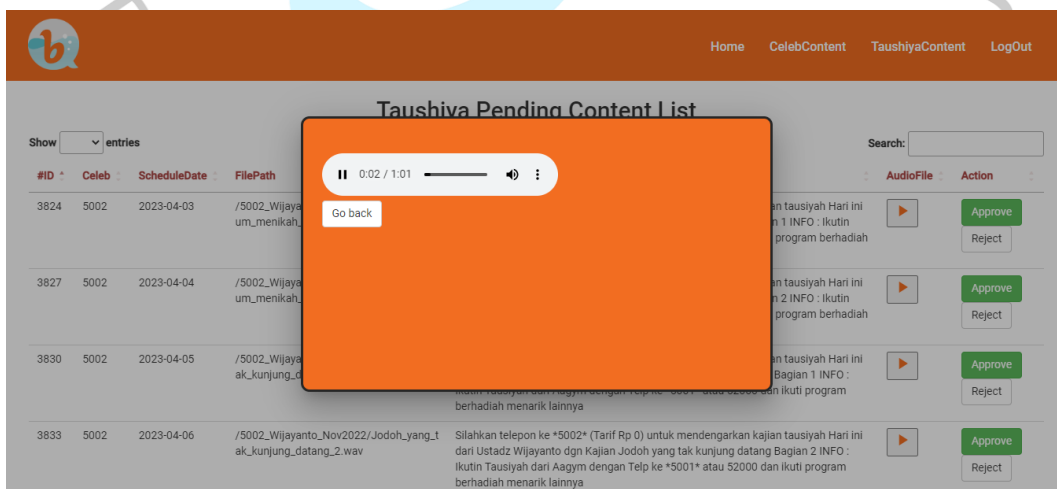 b
Home CelebContent TaushiyaContent LogOut
Taushiya Pending Content List
Show entries
Search:
#ID Celeb ScheduleDate FilePath AudioFile Action
0:02 / 1:01
Go back
3824 5002 2023-04-03 /5002_Wijaya an tausiyah Hari ini Approve
um_menikah_ n 1 INFO : Ikutin
program berhadiah Reject
3827 5002 2023-04-04 /5002_Wijaya an tausiyah Hari ini Approve
um_menikah_ n 2 INFO : Ikutin
program berhadiah Reject
3830 5002 2023-04-05 /5002_Wijaya an tausiyah Hari ini Approve
ak_kunjung_d Bagian 1 INFO :
dan ikuti program Reject
berhadiah menarik lainnya
3833 5002 2023-04-06 /5002_Wijayanto_Nov2022/Jodoh_yang_t Silahkan telepon ke *5002* (Tarif Rp 0) untuk mendengarkan kajian tausiyah Hari ini Approve
ak_kunjung_datang_2.wav dari Ustadz Wijayanto dgn Kajian Jodoh yang tak kunjung datang Bagian 2 INFO :
Ikutin Tausiyah dari Aagym dengan Telp ke *5001* atau 52000 dan ikuti program Reject
berhadiah menarik lainnya